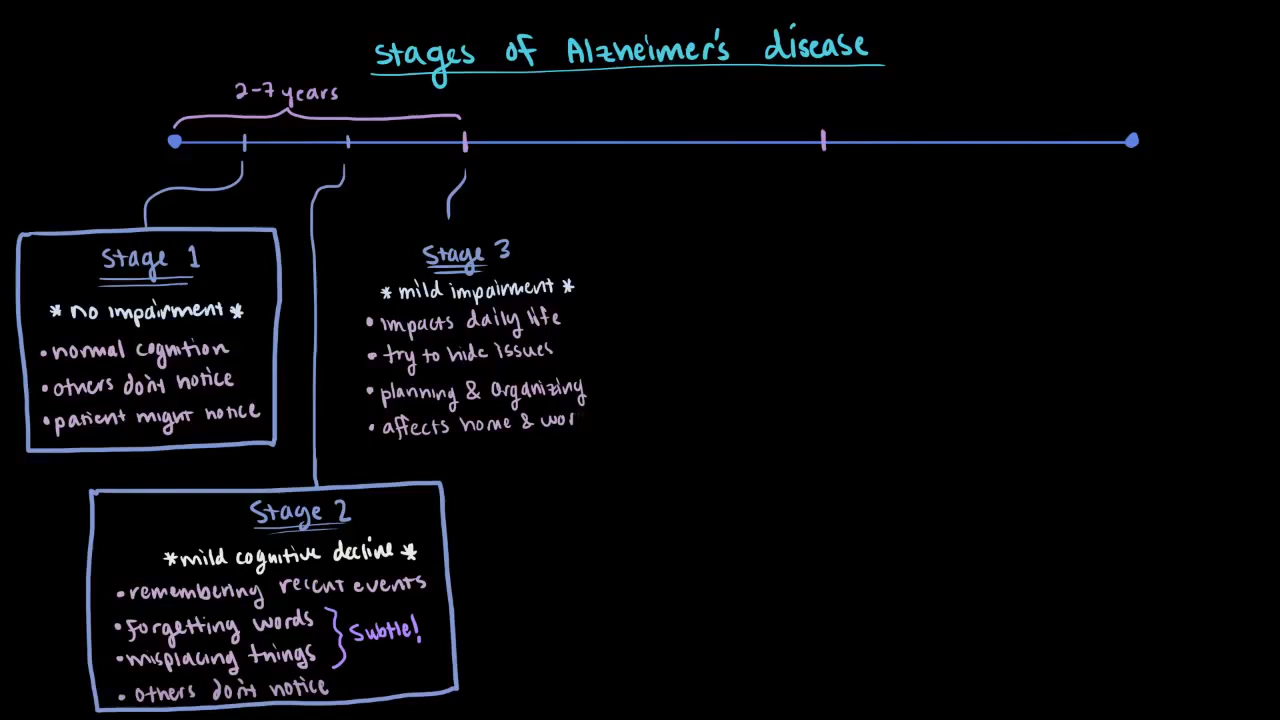 stages of Alzheimer's disease
2-7 years
Stage 1
*no impairment*
•normal cognition
•others don't notice
•patient might notice
Stage 2
*mild cognitive decline*
•remembering recent events
•forgetting words
•misplacing things
Subtle!
•others don't notice
Stage 3
*mild impairment*
•impacts daily life
•try to hide issues
•planning & organizing
•affects home & wor